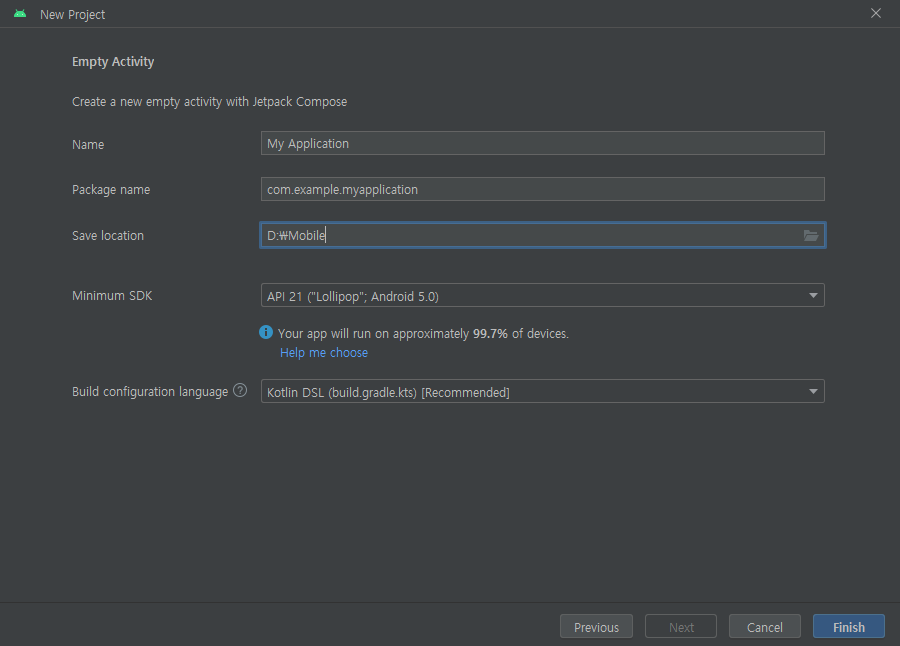 New Project
Empty Activity
Create a new empty activity with Jetpack Compose
Name My Application
Package name com.example.myapplication
Save location D:₩Mobile
Minimum SDK API 21 ("Lollipop"; Android 5.0)
Your app will run on approximately 99.7% of devices.
Help me choose
Build configuration language ? Kotlin DSL (build.gradle.kts) [Recommended]
Previous Next Cancel Finish